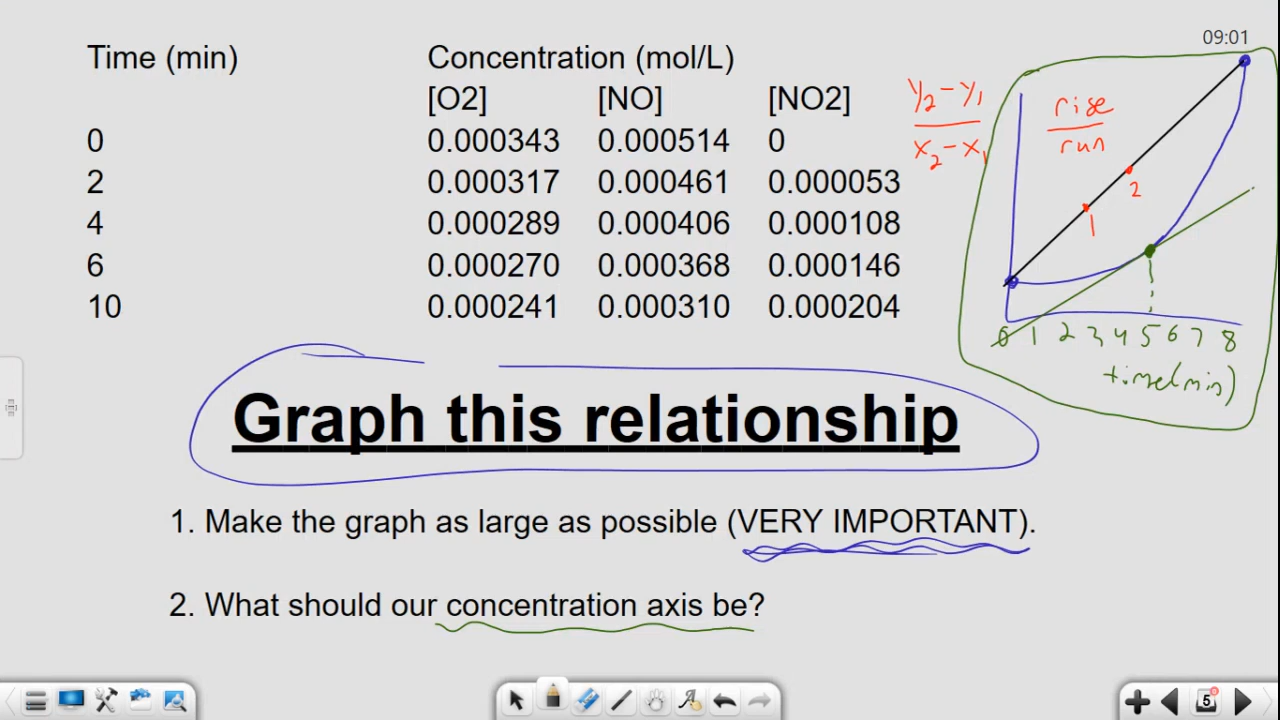 09:01
Time (min) Concentration (mol/L)
[O2] [NO] [NO2]
0 0.000343 0.000514 0
2 0.000317 0.000461 0.000053
4 0.000289 0.000406 0.000108
6 0.000270 0.000368 0.000146
10 0.000241 0.000310 0.000204
y₂ - y₁
x₂ - x₁
rise
run
2
1
0 1 2 3 4 5 6 7 8
time(min)
Graph this relationship
1. Make the graph as large as possible (VERY IMPORTANT).
2. What should our concentration axis be?
5